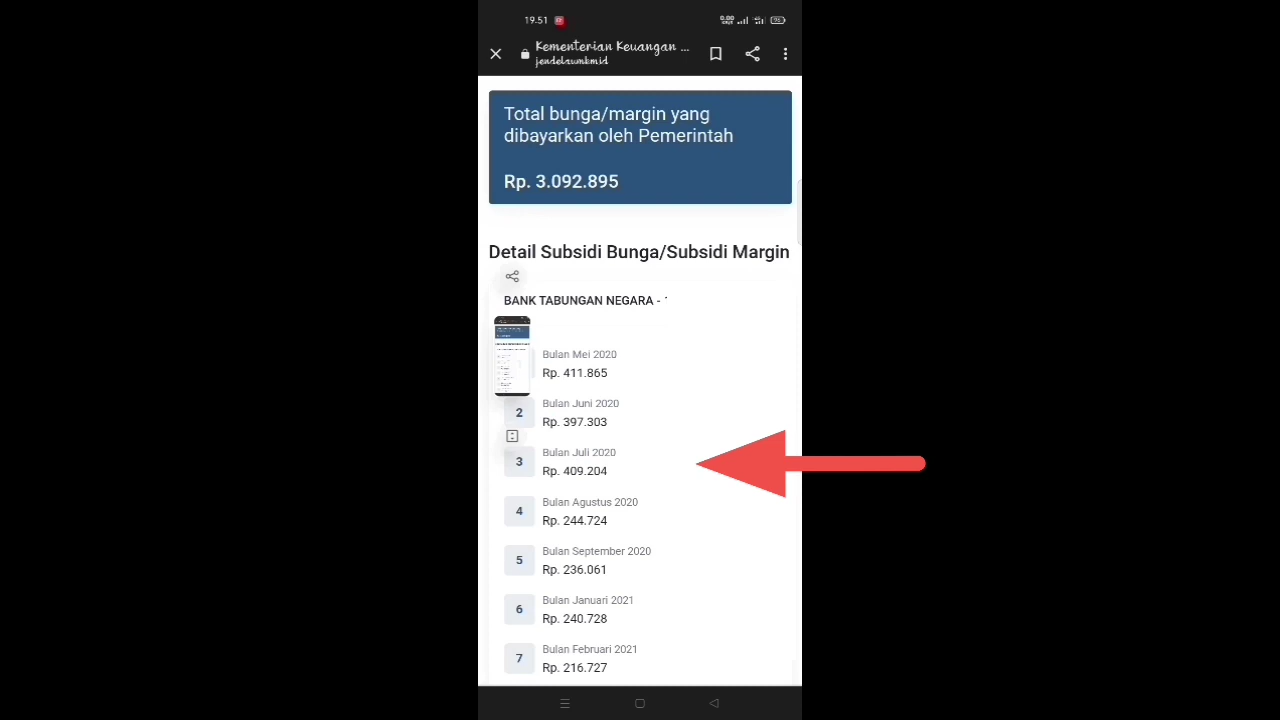 19.51
Kementerian Keuangan ...
jendelaumkm.id
Total bunga/margin yang
dibayarkan oleh Pemerintah
Rp. 3.092.895
Detail Subsidi Bunga/Subsidi Margin
BANK TABUNGAN NEGARA -
Bulan Mei 2020
Rp. 411.865
2
Bulan Juni 2020
Rp. 397.303
3
Bulan Juli 2020
Rp. 409.204
4
Bulan Agustus 2020
Rp. 244.724
5
Bulan September 2020
Rp. 236.061
6
Bulan Januari 2021
Rp. 240.728
7
Bulan Februari 2021
Rp. 216.727